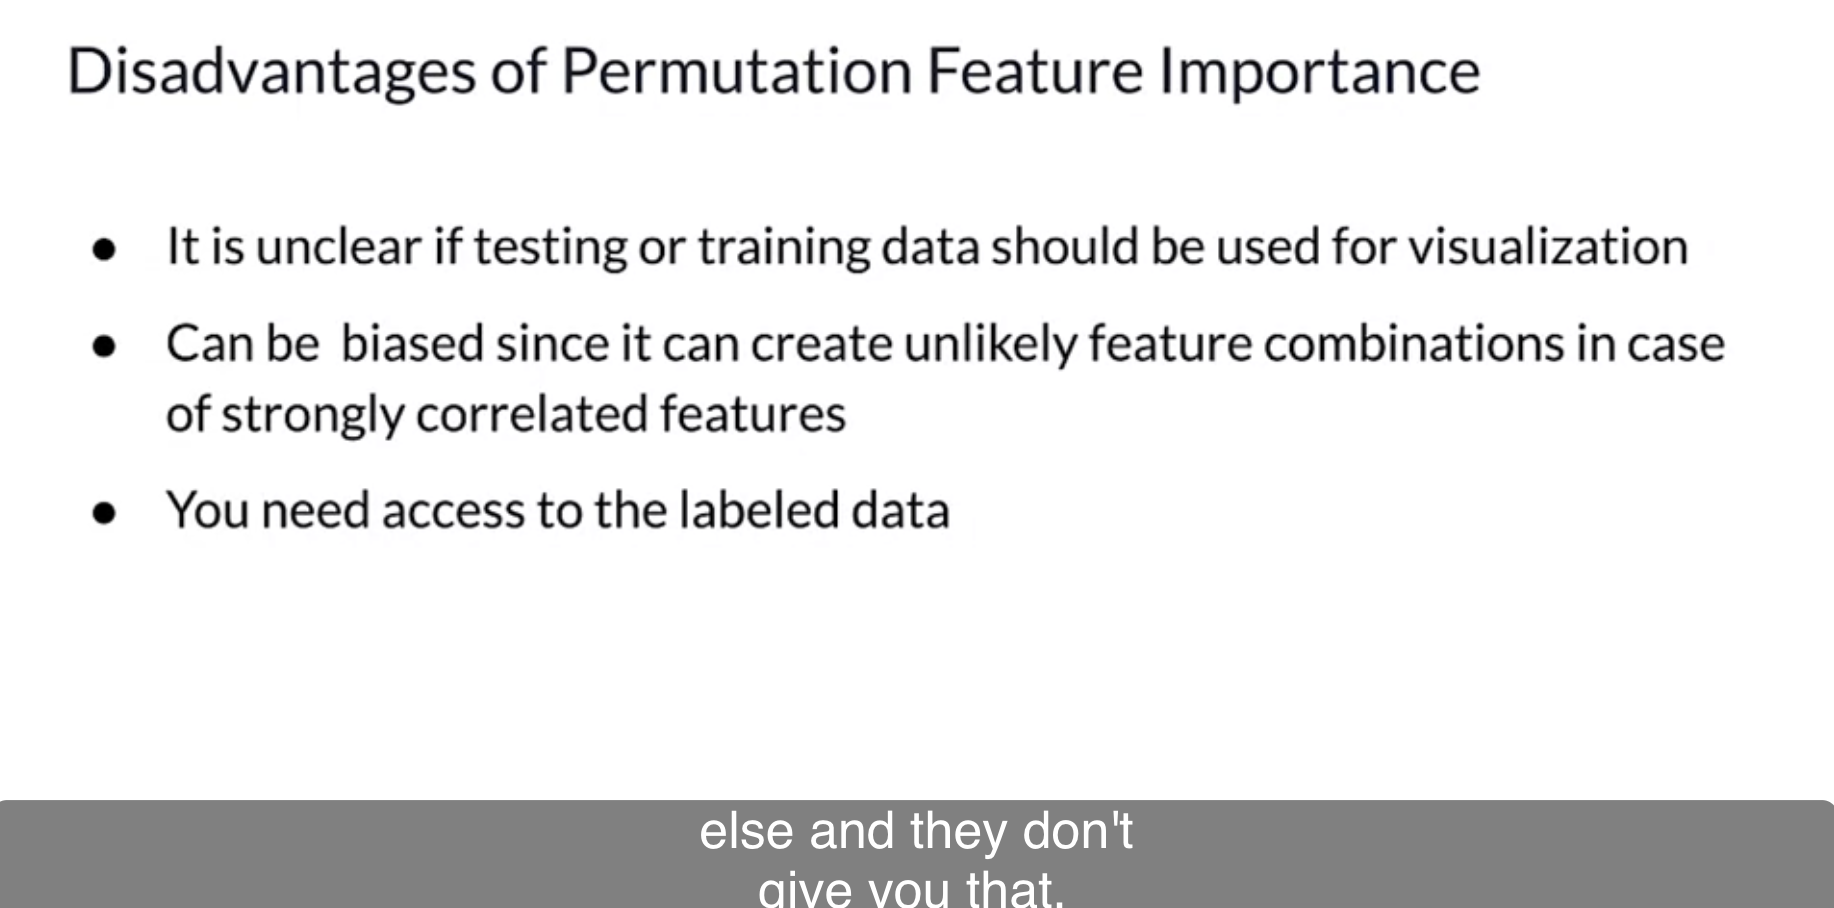 Disadvantages of Permutation Feature Importance
● It is unclear if testing or training data should be used for visualization
● Can be biased since it can create unlikely feature combinations in case
of strongly correlated features
● You need access to the labeled data
else and they don't
give you that.